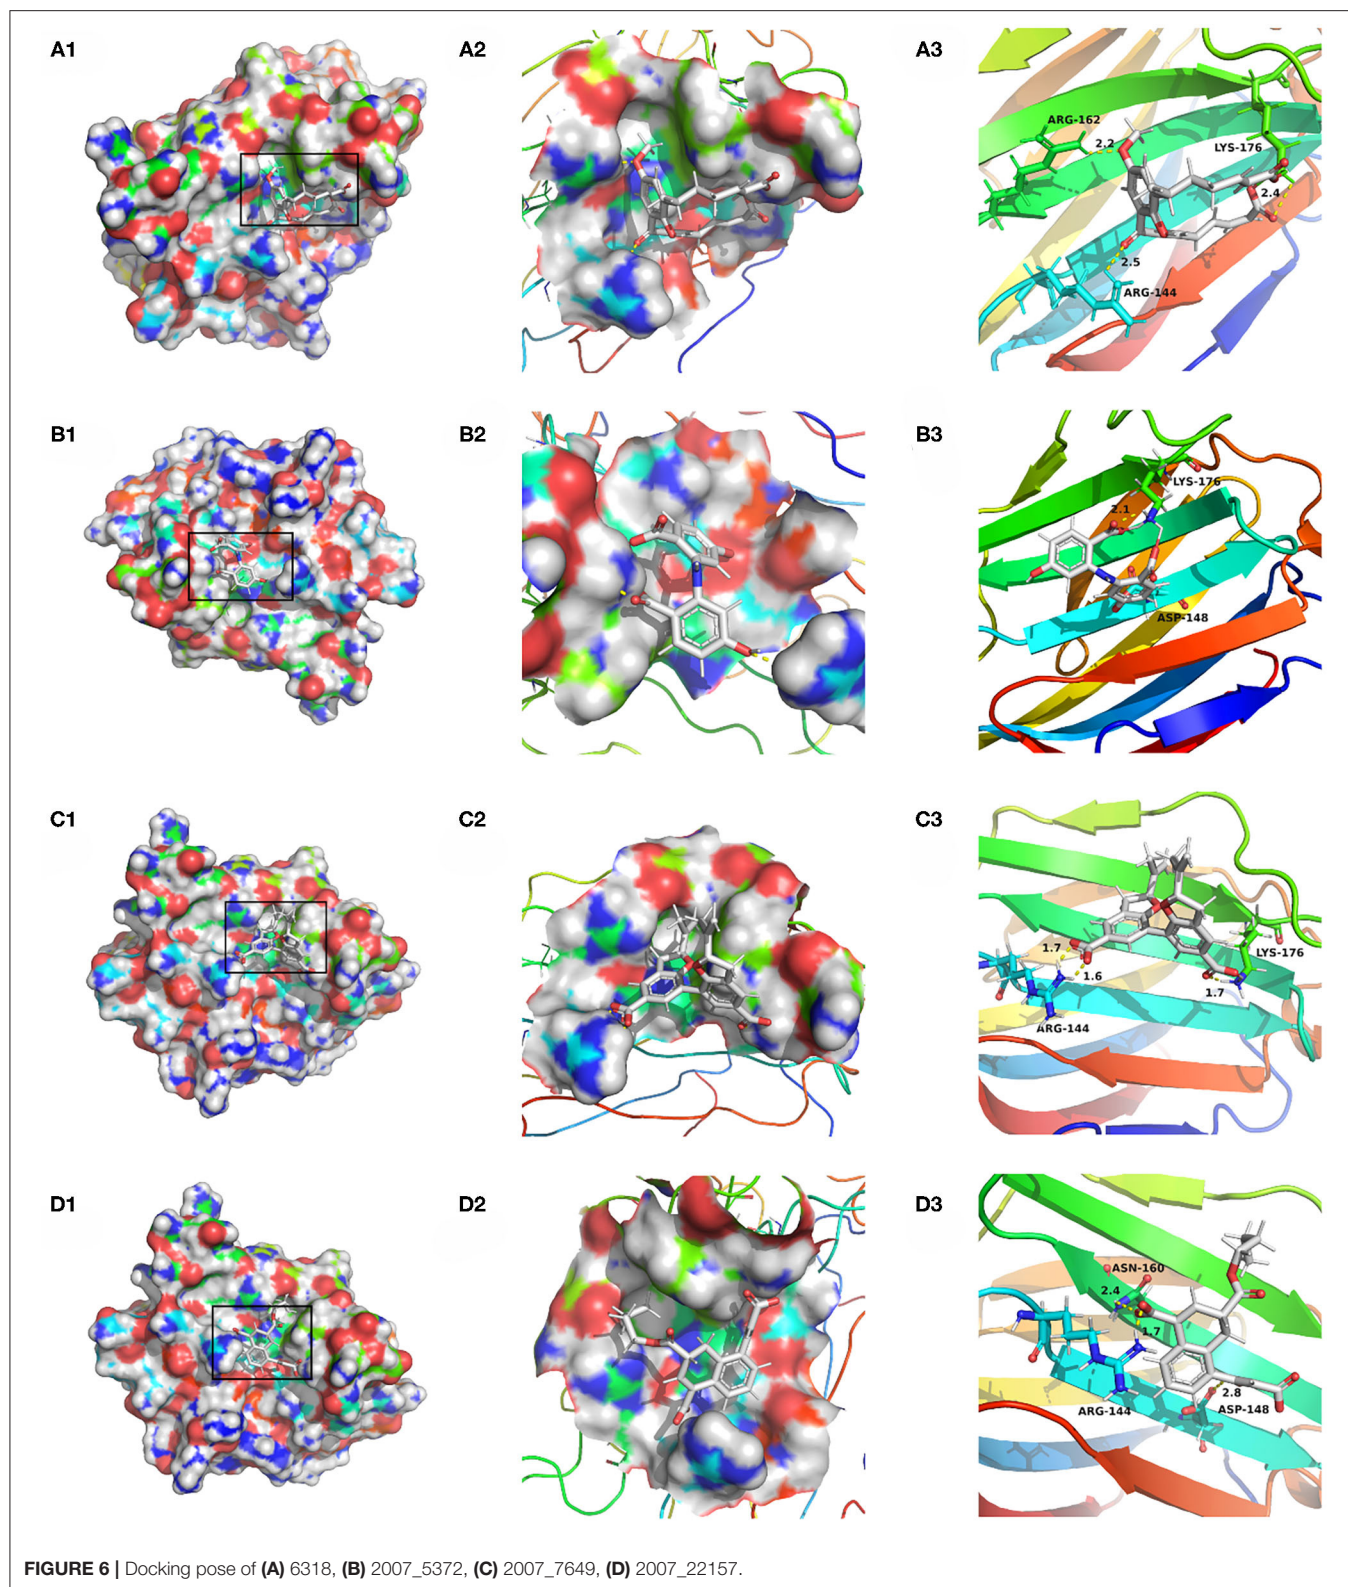 A1
A2
A3
ARG-162
2.2
LYS-176
2.4
2.5
ARG-144
B1
B2
B3
LYS-176
2.1
ASP-148
C1
C2
C3
1.7
1.6
LYS-176
1.7
ARG-144
D1
D2
D3
ASN-160
2.4
1.7
2.8
ARG-144
ASP-148
FIGURE 6 | Docking pose of (A) 6318, (B) 2007_5372, (C) 2007_7649, (D) 2007_22157.